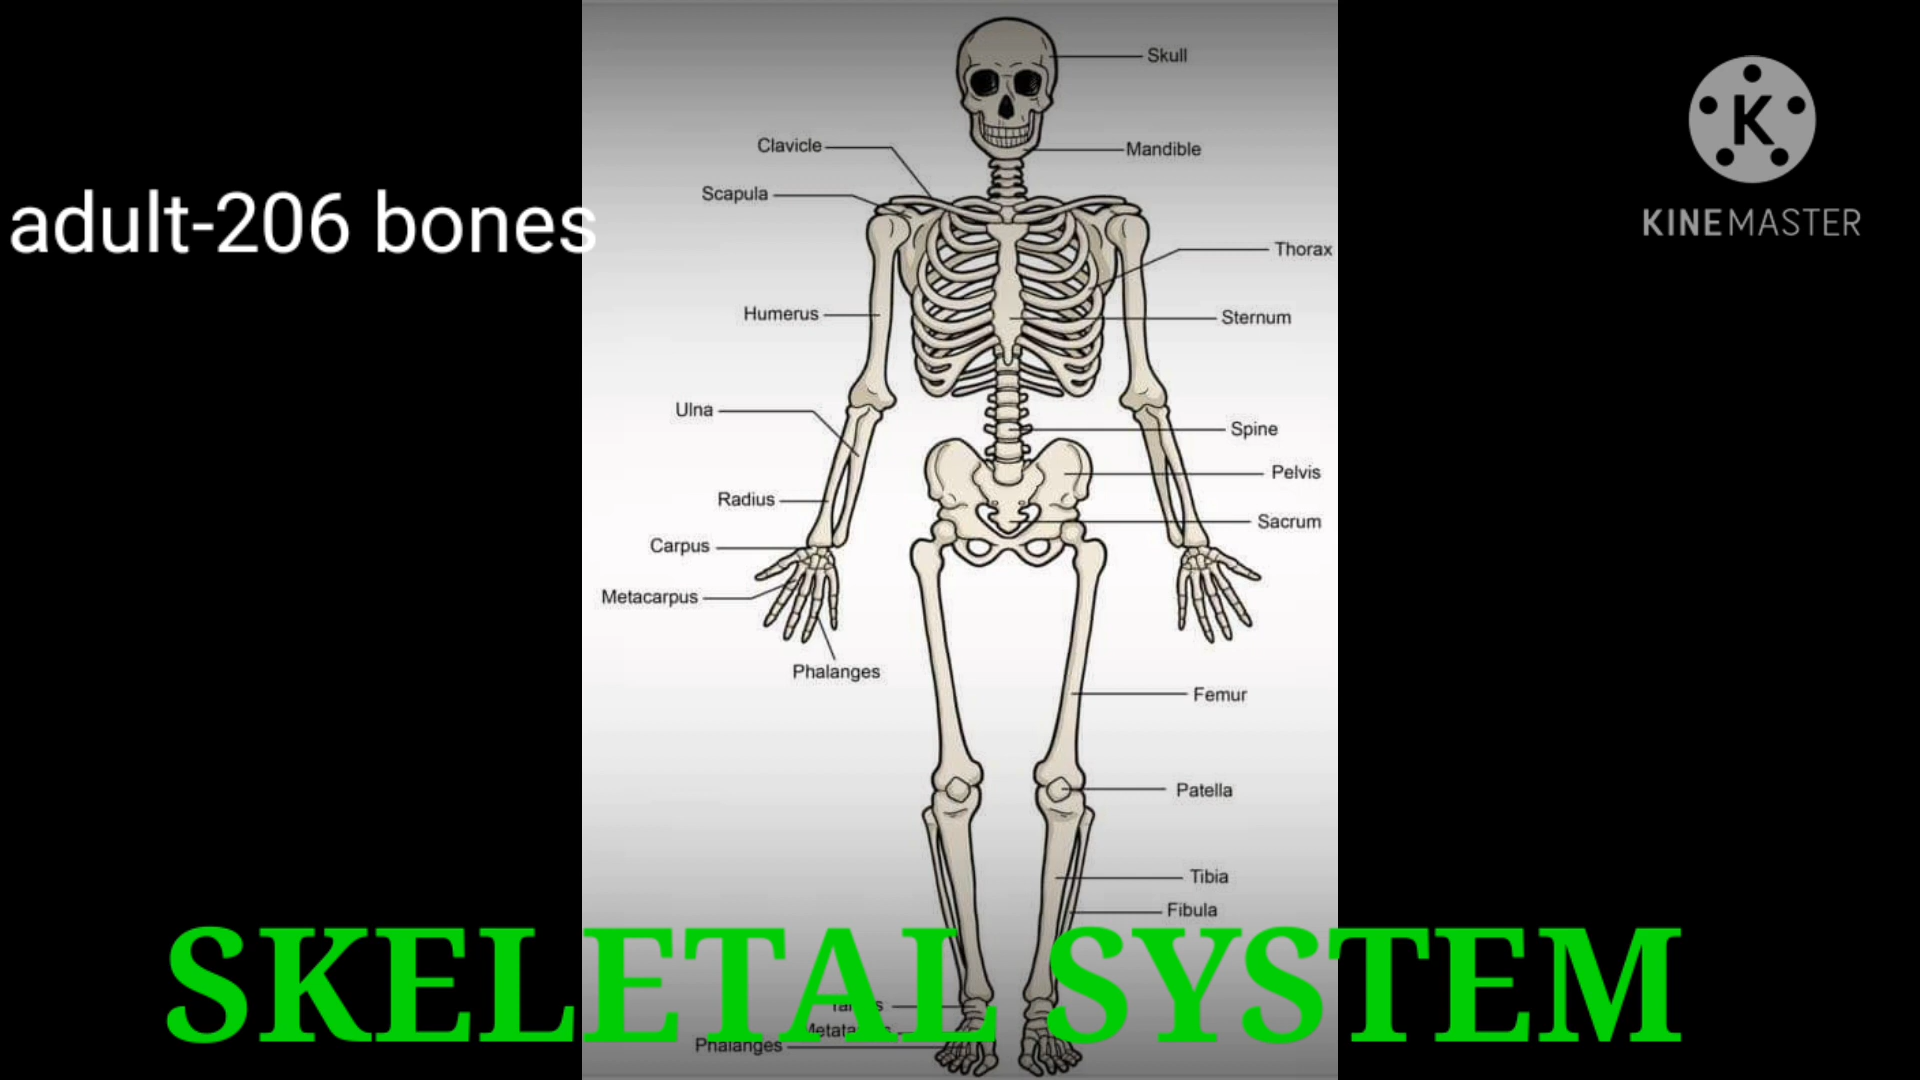 Skull
Clavicle
Mandible
Scapula
adult-206 bones
KINEMASTER
Thorax
Humerus
Sternum
Ulna
Spine
Pelvis
Radius
Sacrum
Carpus
Metacarpus
Phalanges
Femur
Patella
Tibia
Fibula
SKELETAL SYSTEM
Phalanges